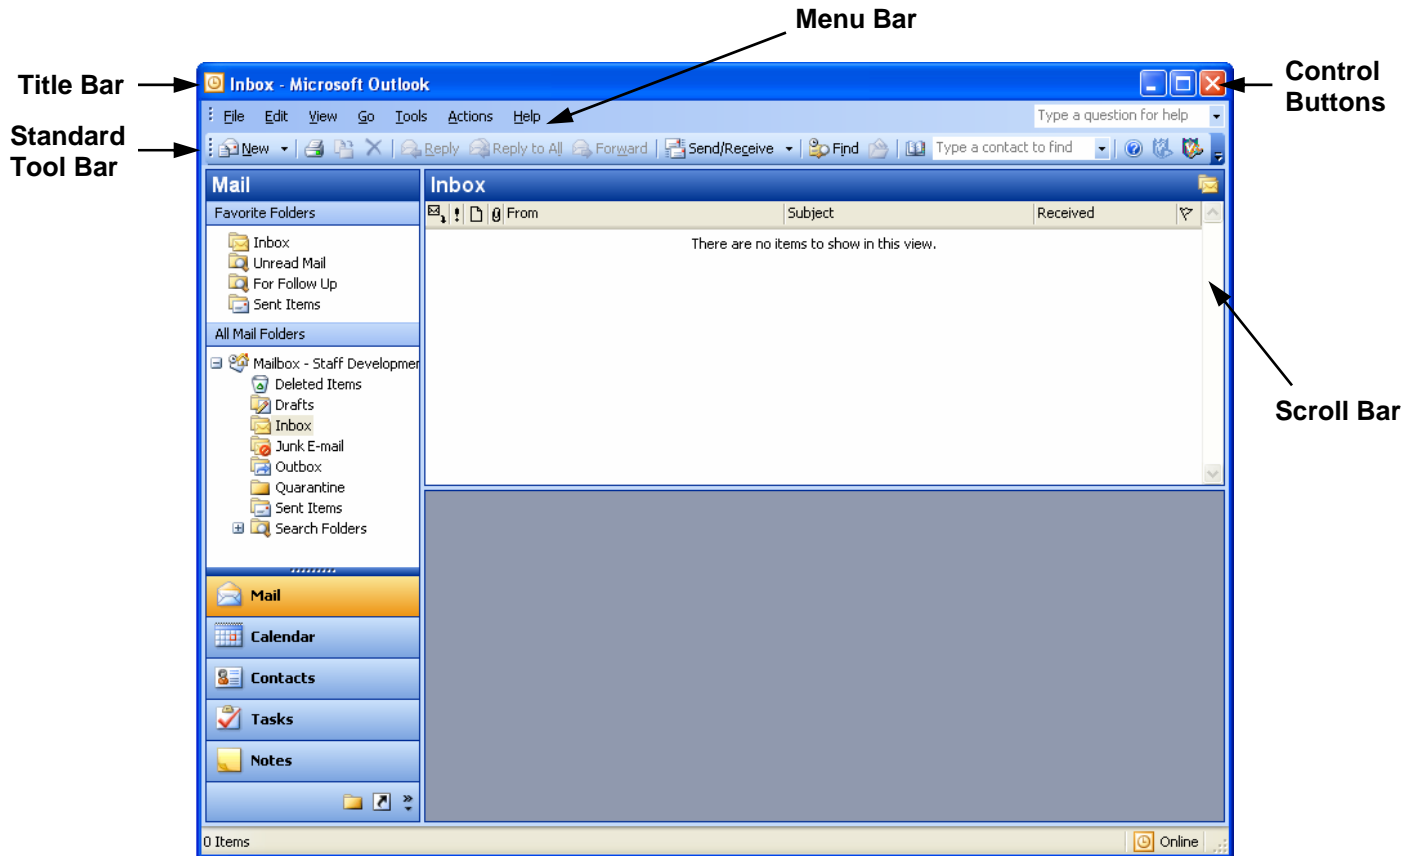 Menu Bar
Title Bar
Inbox - Microsoft Outlook
Control
Buttons
File Edit View Go Tools Actions Help Type a question for help
Standard
Tool Bar
New Reply Reply to All Forward Send/Receive Find Type a contact to find
Mail
Inbox
Favorite Folders
From Subject Received
There are no items to show in this view.
Inbox
Unread Mail
For Follow Up
Sent Items
All Mail Folders
Mailbox - Staff Developmer
Deleted Items
Drafts
Inbox
Junk E-mail
Outbox
Quarantine
Sent Items
Search Folders
Scroll Bar
Mail
Calendar
Contacts
Tasks
Notes
0 Items
Online